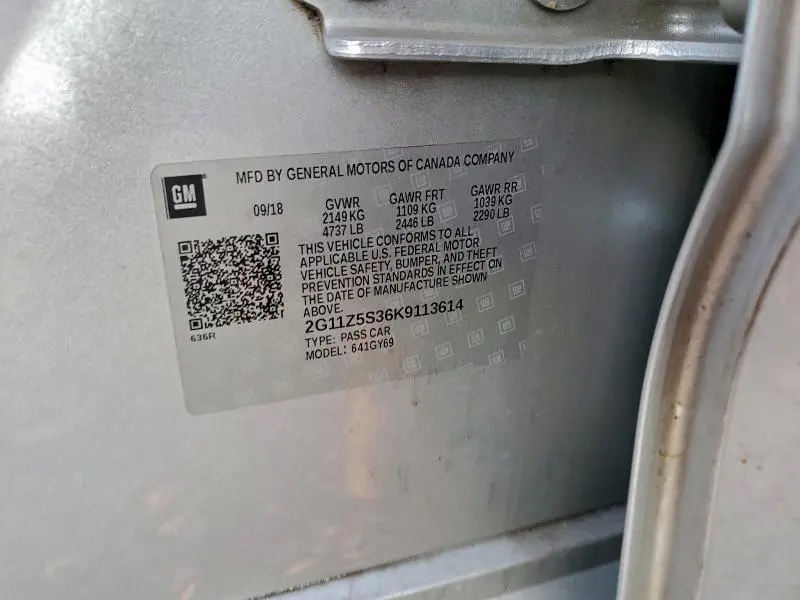 MFD BY GENERAL MOTORS OF CANADA COMPANY
GM
09/18
GVWR GAWR FRT GAWR RR
2149 KG 1109 KG 1039 KG
4737 LB 2446 LB 2290 LB
THIS VEHICLE CONFORMS TO ALL
APPLICABLE U.S. FEDERAL MOTOR
VEHICLE SAFETY, BUMPER, AND THEFT
PREVENTION STANDARDS IN EFFECT ON
THE DATE OF MANUFACTURE SHOWN
ABOVE.
2G11Z5S36K9113614
TYPE: PASS CAR
MODEL: 641GY69
636R